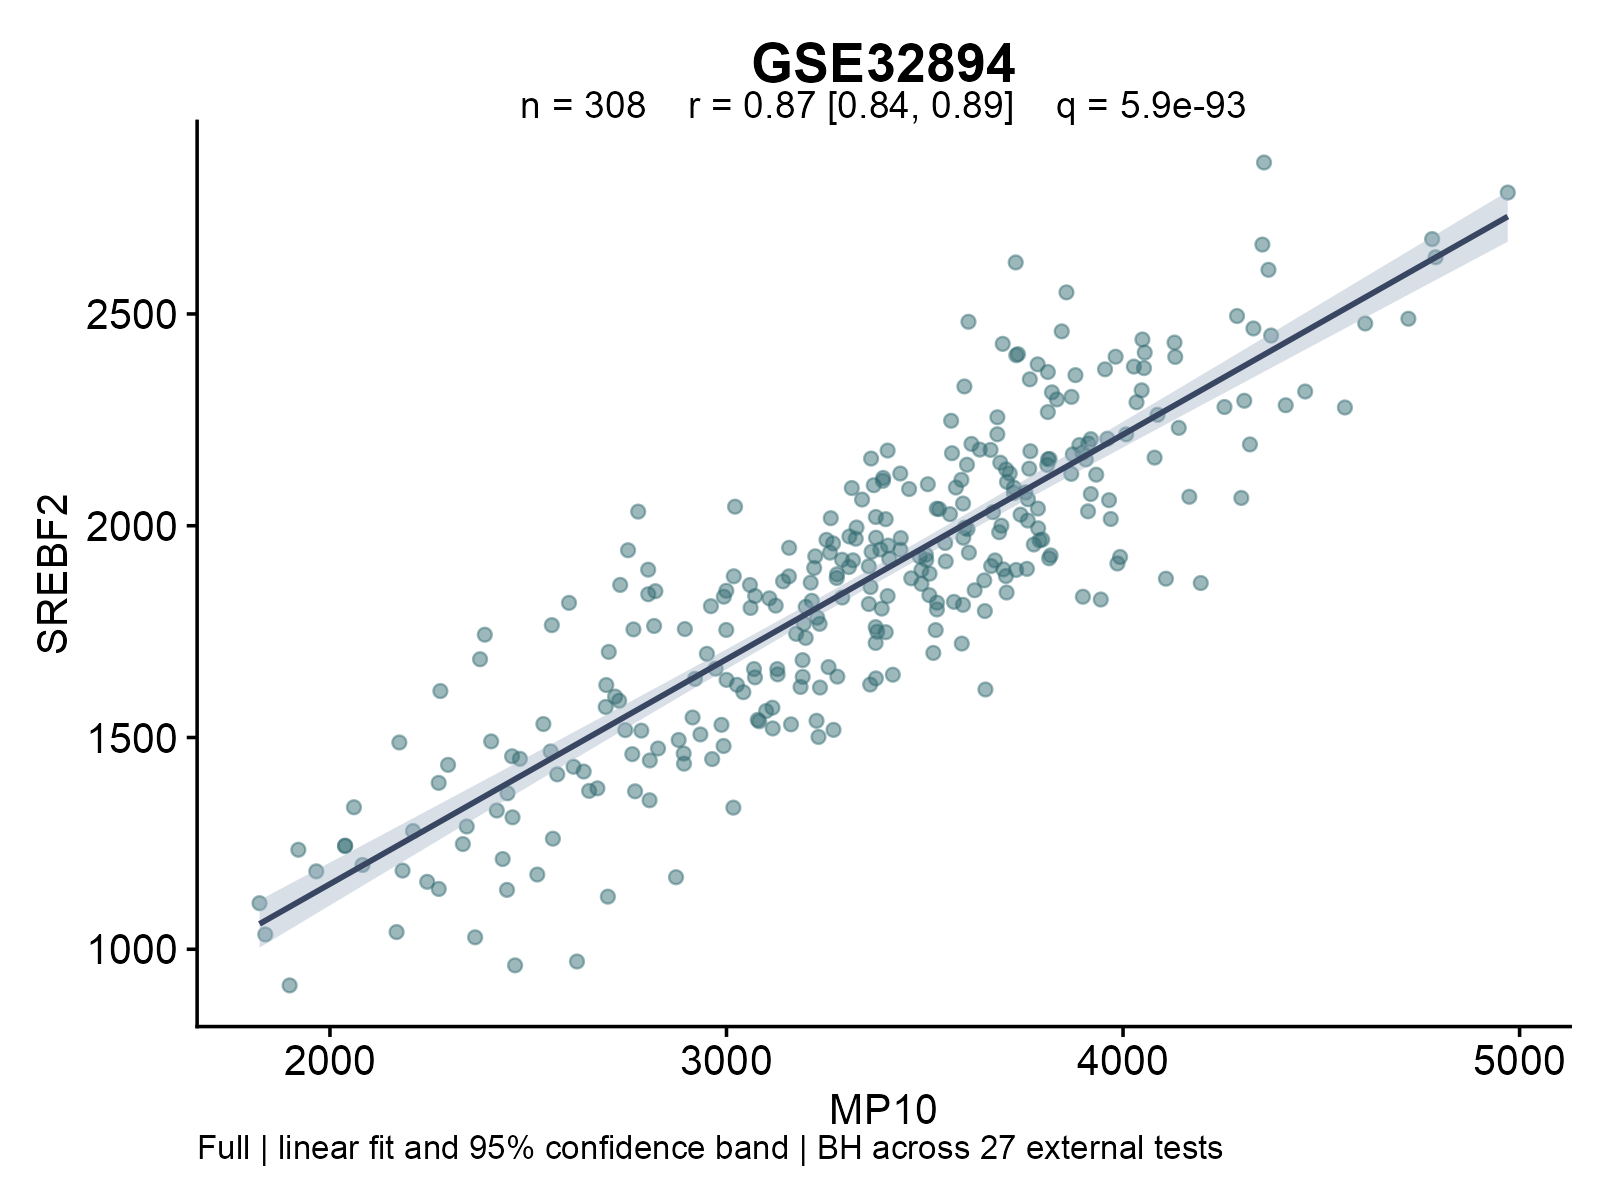 GSE32894
n = 308 r = 0.87 [0.84, 0.89] q = 5.9e-93
SREBF2
2500
2000
1500
1000
2000 3000 4000 5000
MP10
Full | linear fit and 95% confidence band | BH across 27 external tests